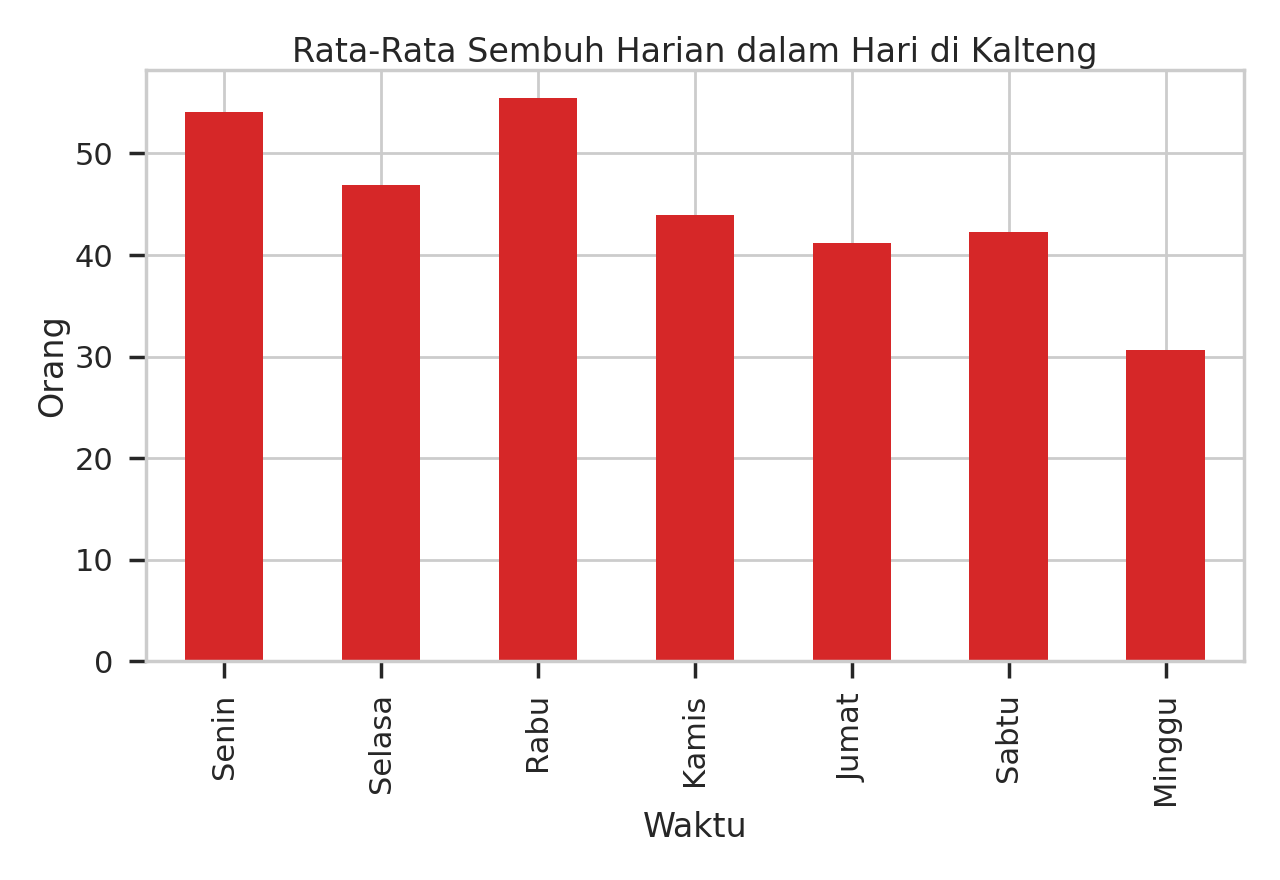 Rata-Rata Sembuh Harian dalam Hari di Kalteng
Orang
50
40
30
20
10
0
Senin
Selasa
Rabu
Kamis
Jumat
Sabtu
Minggu
Waktu